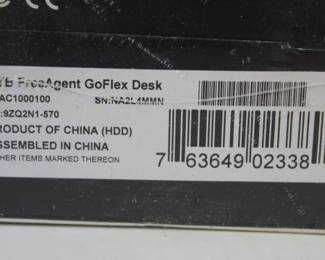 TB FreeAgent GoFlex Desk
AC1000100 SN:NA2L4MMN
:9ZQ2N1-570
RODUCT OF CHINA (HDD)
SSEMBLED IN CHINA
HER ITEMS MARKED THEREON
7 63649 02338